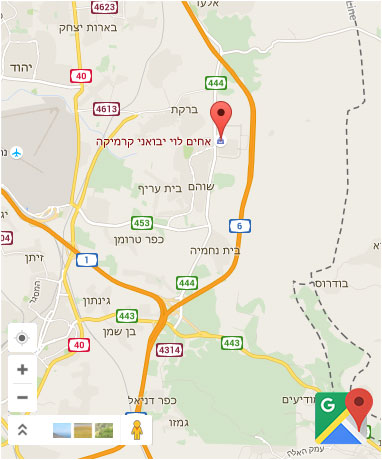 4623
אלעד
בארות יצחק
יהוד
40
444
4613
ברקת
אחים לוי יבואני קרמיקה
בית עריף
שוהם
453
כפר טרומן
6
בית נחמיה
זיתן
1
444
בודרוס
גינתון
443
בן שמן
443
40
4314
כפר דניאל
גמזו
G
עמק האלה